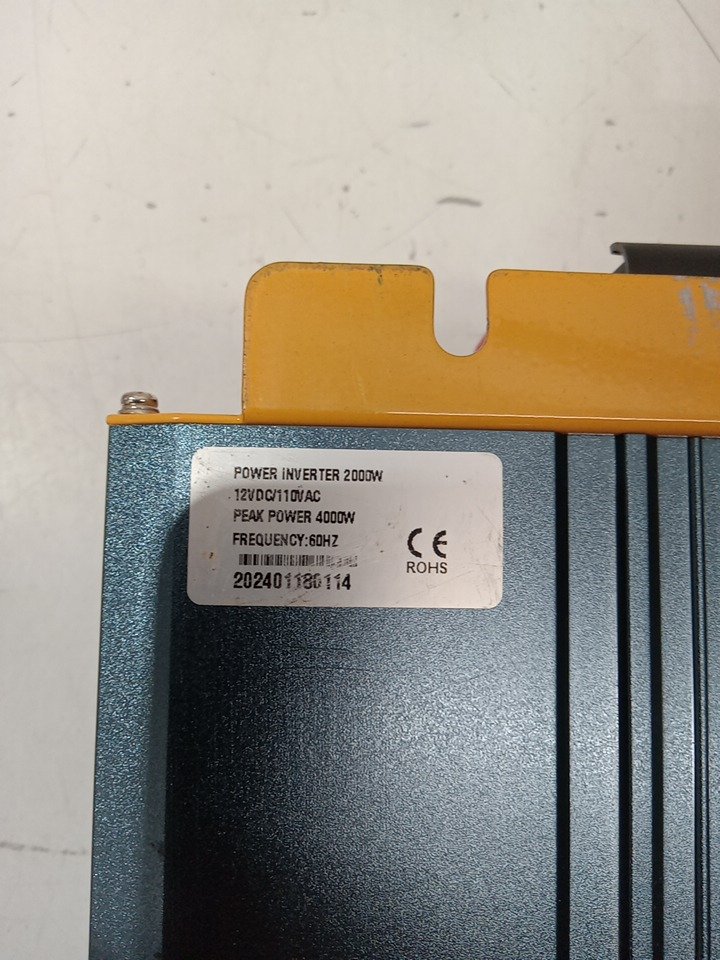 POWER INVERTER 2000W
12VDC/110VAC
PEAK POWER 4000W
FREQUENCY:60HZ
CE
ROHS
202401180114